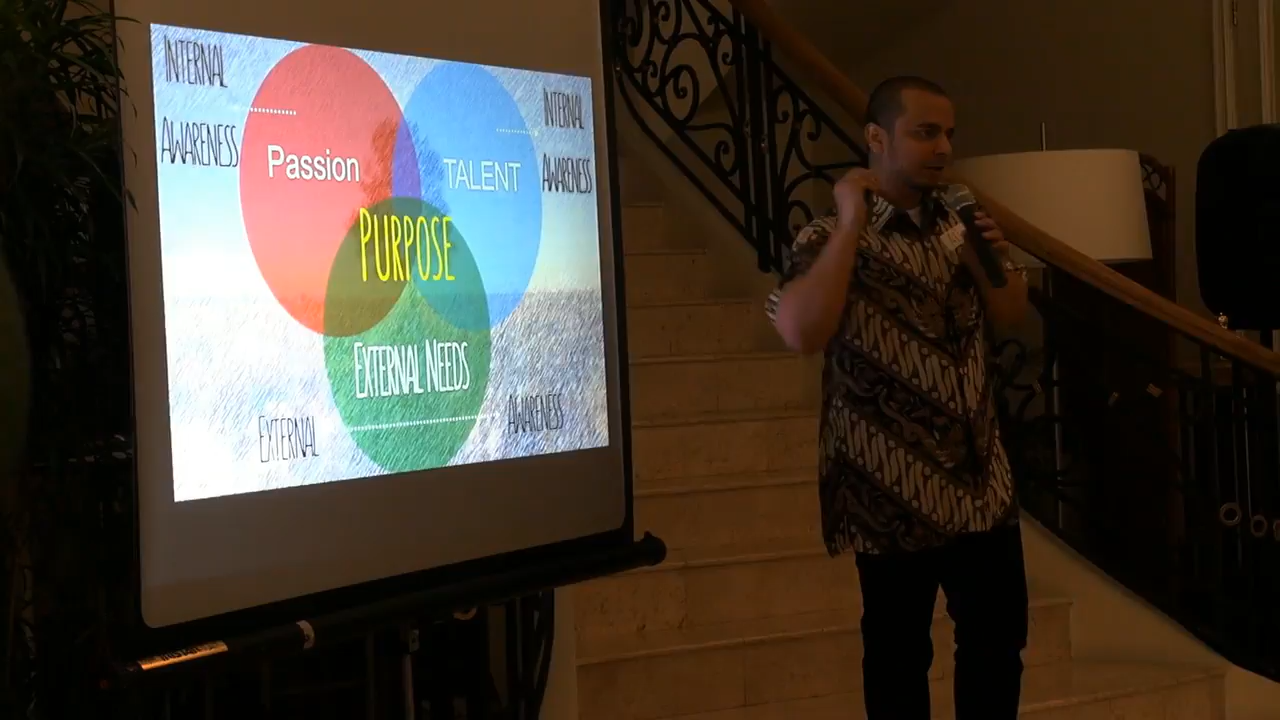 INTERNAL
AWARENESS
Passion
TALENT
INTERNAL
AWARENESS
PURPOSE
EXTERNAL NEEDS
EXTERNAL
AWARENESS